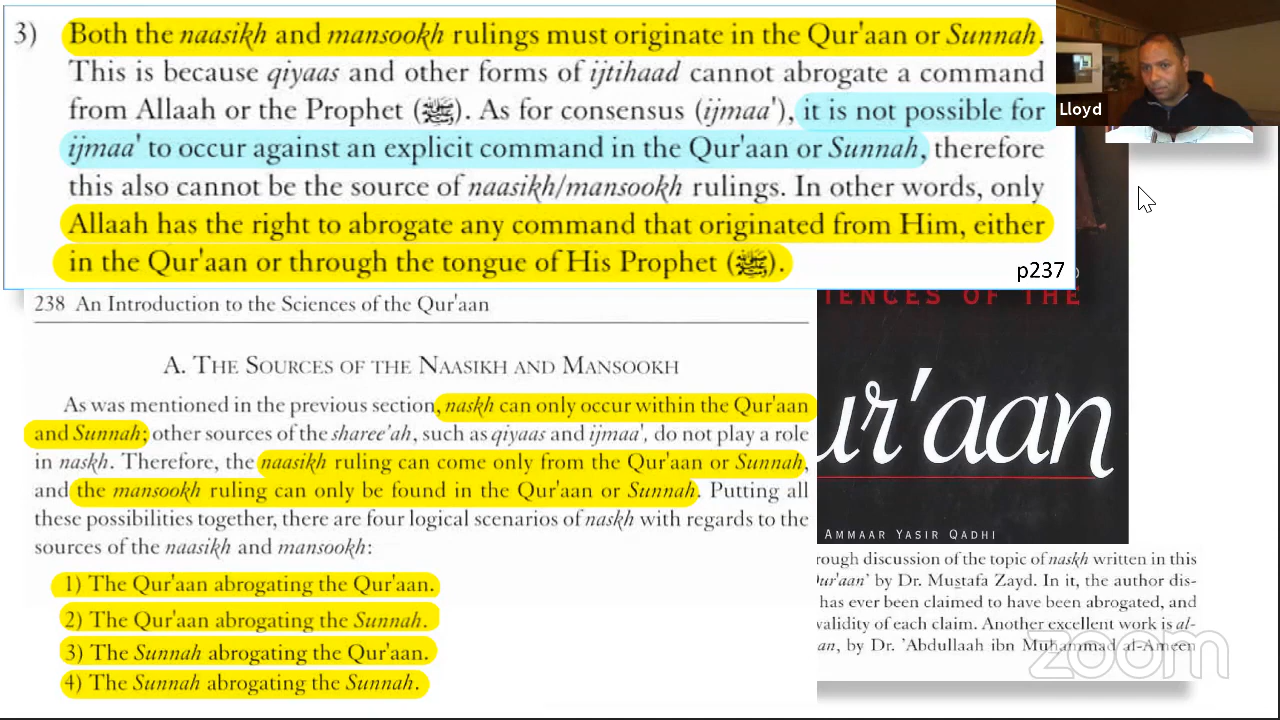 3) Both the naasikh and mansookh rulings must originate in the Qur'aan or Sunnah.
This is because qiyaas and other forms of ijtihaad cannot abrogate a command
from Allaah or the Prophet (ﷺ). As for consensus (ijmaa'), it is not possible for
ijmaa' to occur against an explicit command in the Qur'aan or Sunnah, therefore
this also cannot be the source of naasikh/mansookh rulings. In other words, only
Allaah has the right to abrogate any command that originated from Him, either
in the Qur'aan or through the tongue of His Prophet (ﷺ).
p237
Lloyd
238 An Introduction to the Sciences of the Qur'aan
A. THE SOURCES OF THE NAASIKH AND MANSOOKH
As was mentioned in the previous section, naskh can only occur within the Qur'aan
and Sunnah; other sources of the sharee'ah, such as qiyaas and ijmaa', do not play a role
in naskh. Therefore, the naasikh ruling can come only from the Qur'aan or Sunnah,
and the mansookh ruling can only be found in the Qur'aan or Sunnah. Putting all
these possibilities together, there are four logical scenarios of naskh with regards to the
sources of the naasikh and mansookh:
1) The Qur'aan abrogating the Qur'aan.
2) The Qur'aan abrogating the Sunnah.
3) The Sunnah abrogating the Qur'aan.
4) The Sunnah abrogating the Sunnah.
IENCES OF THE
ur'aan
AMMAAR YASIR QADHI
rough discussion of the topic of naskh written in this
Qur'aan' by Dr. Mustafa Zayd. In it, the author dis-
has ever been claimed to have been abrogated, and
validity of each claim. Another excellent work is al-
an, by Dr. 'Abdullaah ibn Muhammad al-Ameen
zoom